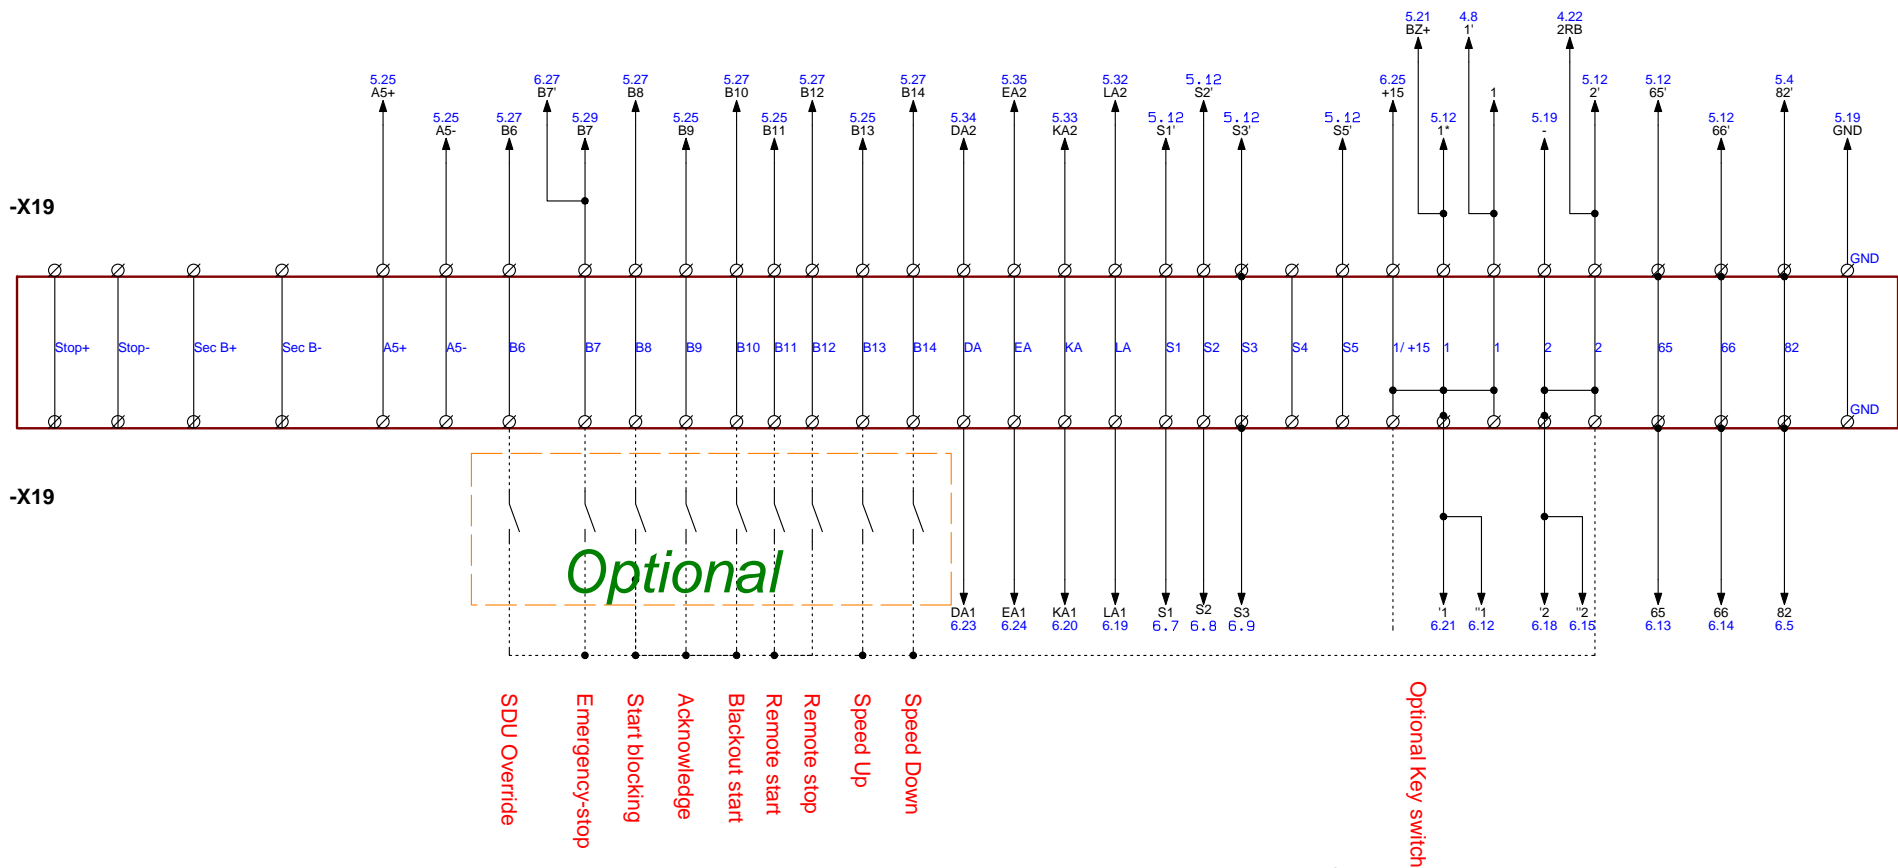 5.21 4.8 4.22
BZ+ 1' 2RB
5.25 6.27 5.27 5.27 5.27 5.27 5.35 5.32 5.12 6.25 5.12 5.12 5.4
A5+ B7' B8 B10 B12 B14 EA2 LA2 S2' +15 1 2' 65' 82'
5.25 5.27 5.29 5.25 5.25 5.25 5.34 5.33 5.12 5.12 5.12 5.12 5.19 5.12 5.19
A5- B6 B7 B9 B11 B13 DA2 KA2 S1' S3' S5' 1* - 66' GND
-X19
GND
Stop+ Stop- Sec B+ Sec B- A5+ A5- B6 B7 B8 B9 B10 B11 B12 B13 B14 DA EA KA LA S1 S2 S3 S4 S5 1/ +15 1 1 2 2 65 66 82
GND
-X19
Optional
DA1 EA1 KA1 LA1 S1 S2 S3 '1 "1 '2 "2 65 66 82
6.23 6.24 6.20 6.19 6.7 6.8 6.9 6.21 6.12 6.18 6.15 6.13 6.14 6.5
SDU Override
Emergency-stop
Start blocking
Acknowledge
Blackout start
Remote start
Remote stop
Speed Up
Speed Down
Optional Key switch